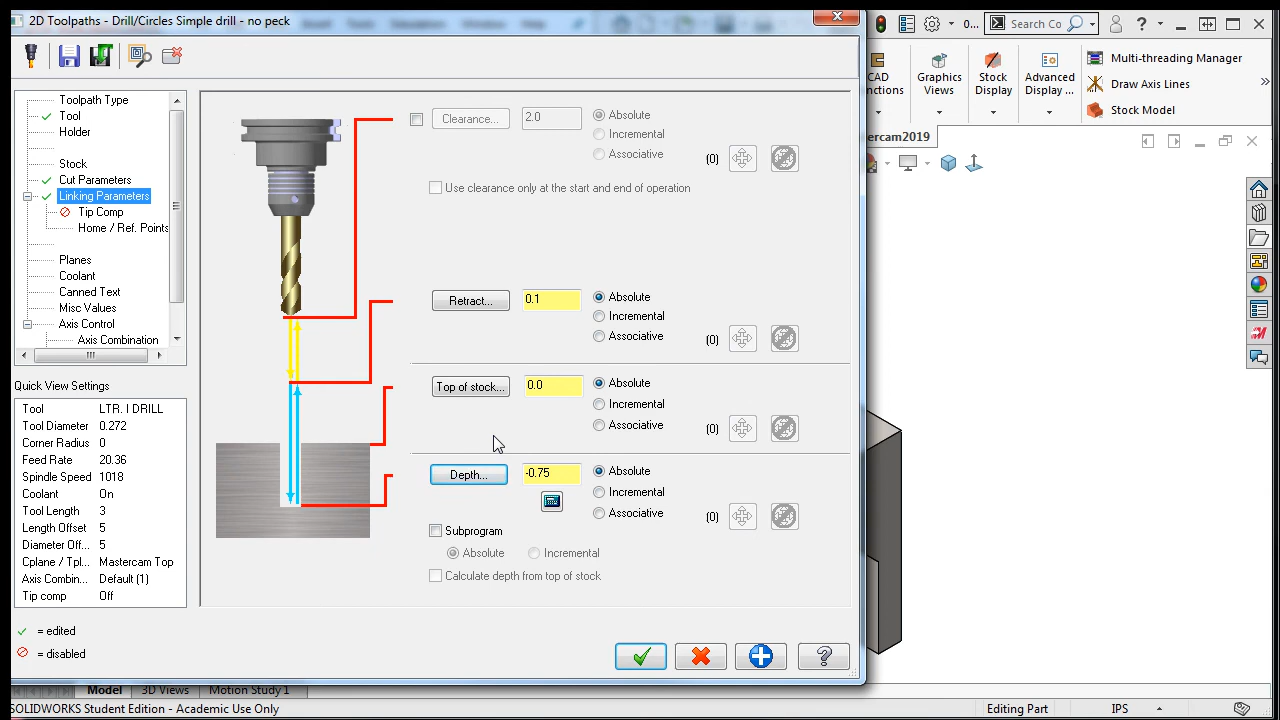 2D Toolpaths - Drill/Circles Simple drill - no peck
0...
Search Co
CAD
Graphics
Views
Stock
Display
Advanced
Display ...
Multi-threading Manager
Draw Axis Lines
Stock Model
Toolpath Type
Tool
Holder
Stock
Cut Parameters
Linking Parameters
Tip Comp
Home / Ref. Points
Planes
Coolant
Canned Text
Misc Values
Axis Control
Axis Combination
Clearance...
2.0
Absolute
Incremental
Associative
(0)
Use clearance only at the start and end of operation
Retract...
0.1
Absolute
Incremental
Associative
(0)
Top of stock...
0.0
Absolute
Incremental
Associative
(0)
Depth...
-0.75
Absolute
Incremental
Associative
(0)
Subprogram
Absolute
Incremental
Calculate depth from top of stock
Quick View Settings
Tool LTR. I DRILL
Tool Diameter 0.272
Corner Radius 0
Feed Rate 20.36
Spindle Speed 1018
Coolant On
Tool Length 3
Length Offset 5
Diameter Off... 5
Cplane / Tpl... Mastercam Top
Axis Combin... Default (1)
Tip comp Off
= edited
= disabled
Model
3D Views
Motion Study 1
SOLIDWORKS Student Edition - Academic Use Only
Editing Part
IPS